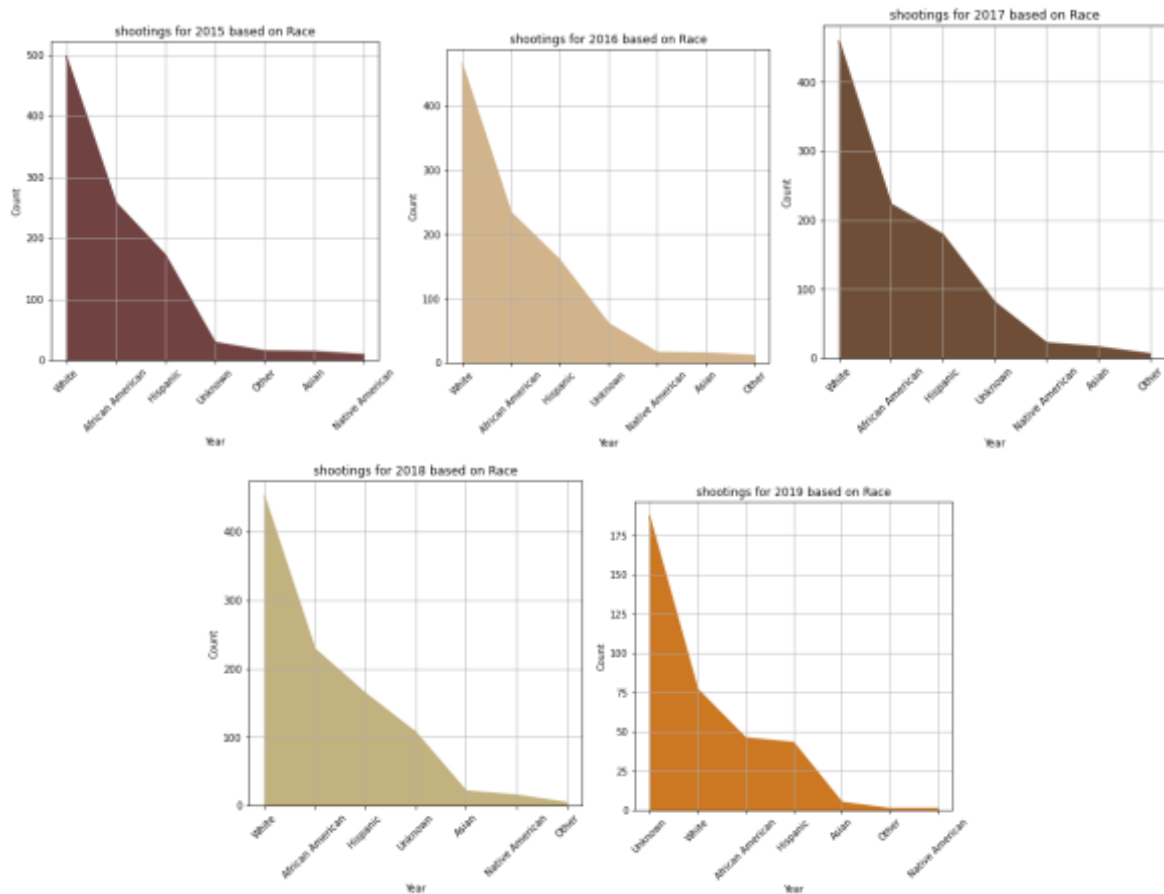 shootings for 2015 based on Race
500
400
300
200
100
0
Count
White
African American
Hispanic
Unknown
Other
Asian
Native American
Year
shootings for 2016 based on Race
400
300
200
100
0
Count
White
African American
Hispanic
Unknown
Native American
Asian
Other
Year
shootings for 2017 based on Race
400
300
200
100
0
Count
White
African American
Hispanic
Unknown
Native American
Asian
Other
Year
shootings for 2018 based on Race
400
300
200
100
0
Count
White
African American
Hispanic
Unknown
Asian
Native American
Other
Year
shootings for 2019 based on Race
175
150
125
100
75
50
25
0
Count
Unknown
White
African American
Hispanic
Asian
Other
Native American
Year